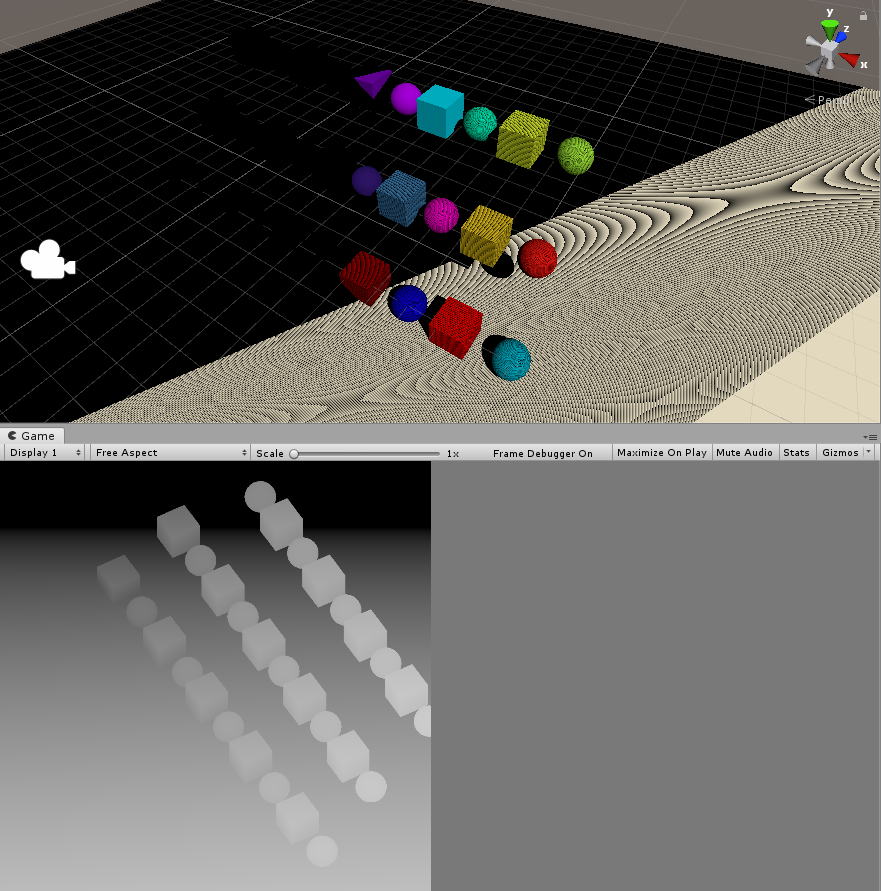 y
z
x
Persp
Game
Display 1 Free Aspect Scale 1x Frame Debugger On Maximize On Play Mute Audio Stats Gizmos